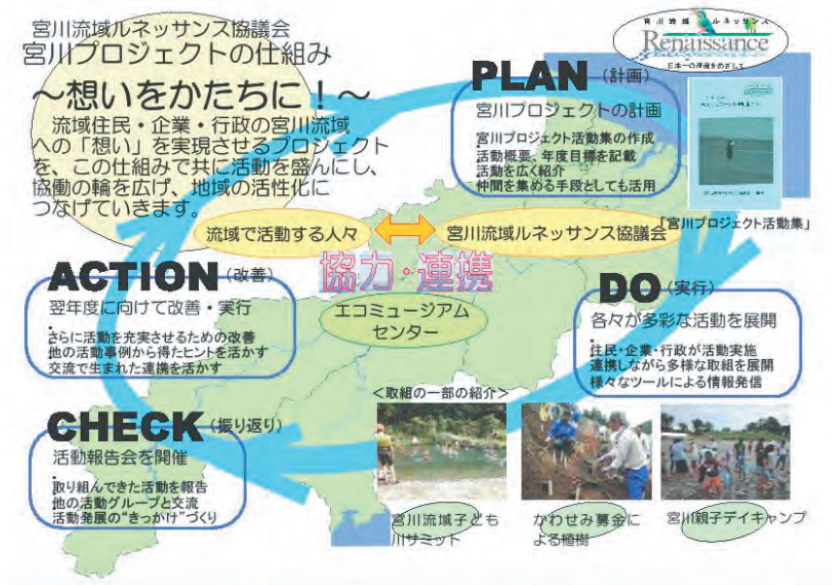 宮川流域ルネッサンス協議会
宮川プロジェクトの仕組み
～想いをかたちに！～
流域住民・企業・行政の宮川流域
への「想い」を実現させるプロジェクト
を、この仕組みで共に活動を盛んにし、
協働の輪を広げ、地域の活性化に
つなげていきます。
宮川流域ルネッサンス
Renaissance
日本一の清流をめざして
PLAN（計画）
宮川プロジェクトの計画
宮川プロジェクト活動集の作成
活動概要、年度目標を記載
活動を広く紹介
仲間を集める手段としても活用
「宮川プロジェクト活動集」
流域で活動する人々
宮川流域ルネッサンス協議会
協力・連携
エコミュージアム
センター
ACTION（改善）
翌年度に向けて改善・実行
さらに活動を充実させるための改善
他の活動事例から得たヒントを活かす
交流で生まれた連携を活かす
DO（実行）
各々が多彩な活動を展開
住民・企業・行政が活動実施
連携しながら多様な取組を展開
様々なツールによる情報発信
CHECK（振り返り）
活動報告会を開催
取り組んできた活動を報告
他の活動グループと交流
活動発展の“きっかけ”づくり
＜取組の一部の紹介＞
宮川流域子ども
川サミット
かわせみ募金に
よる植樹
宮川親子デイキャンプ